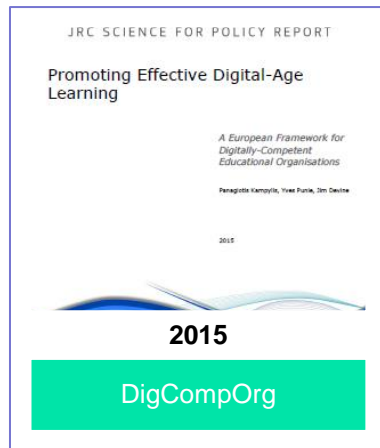 JRC SCIENCE FOR POLICY REPORT
Promoting Effective Digital-Age
Learning
A European Framework for
Digitally-Competent
Educational Organisations
Panagiotis Kampylis, Yves Punie, Jim Devine
2015
2015
DigCompOrg